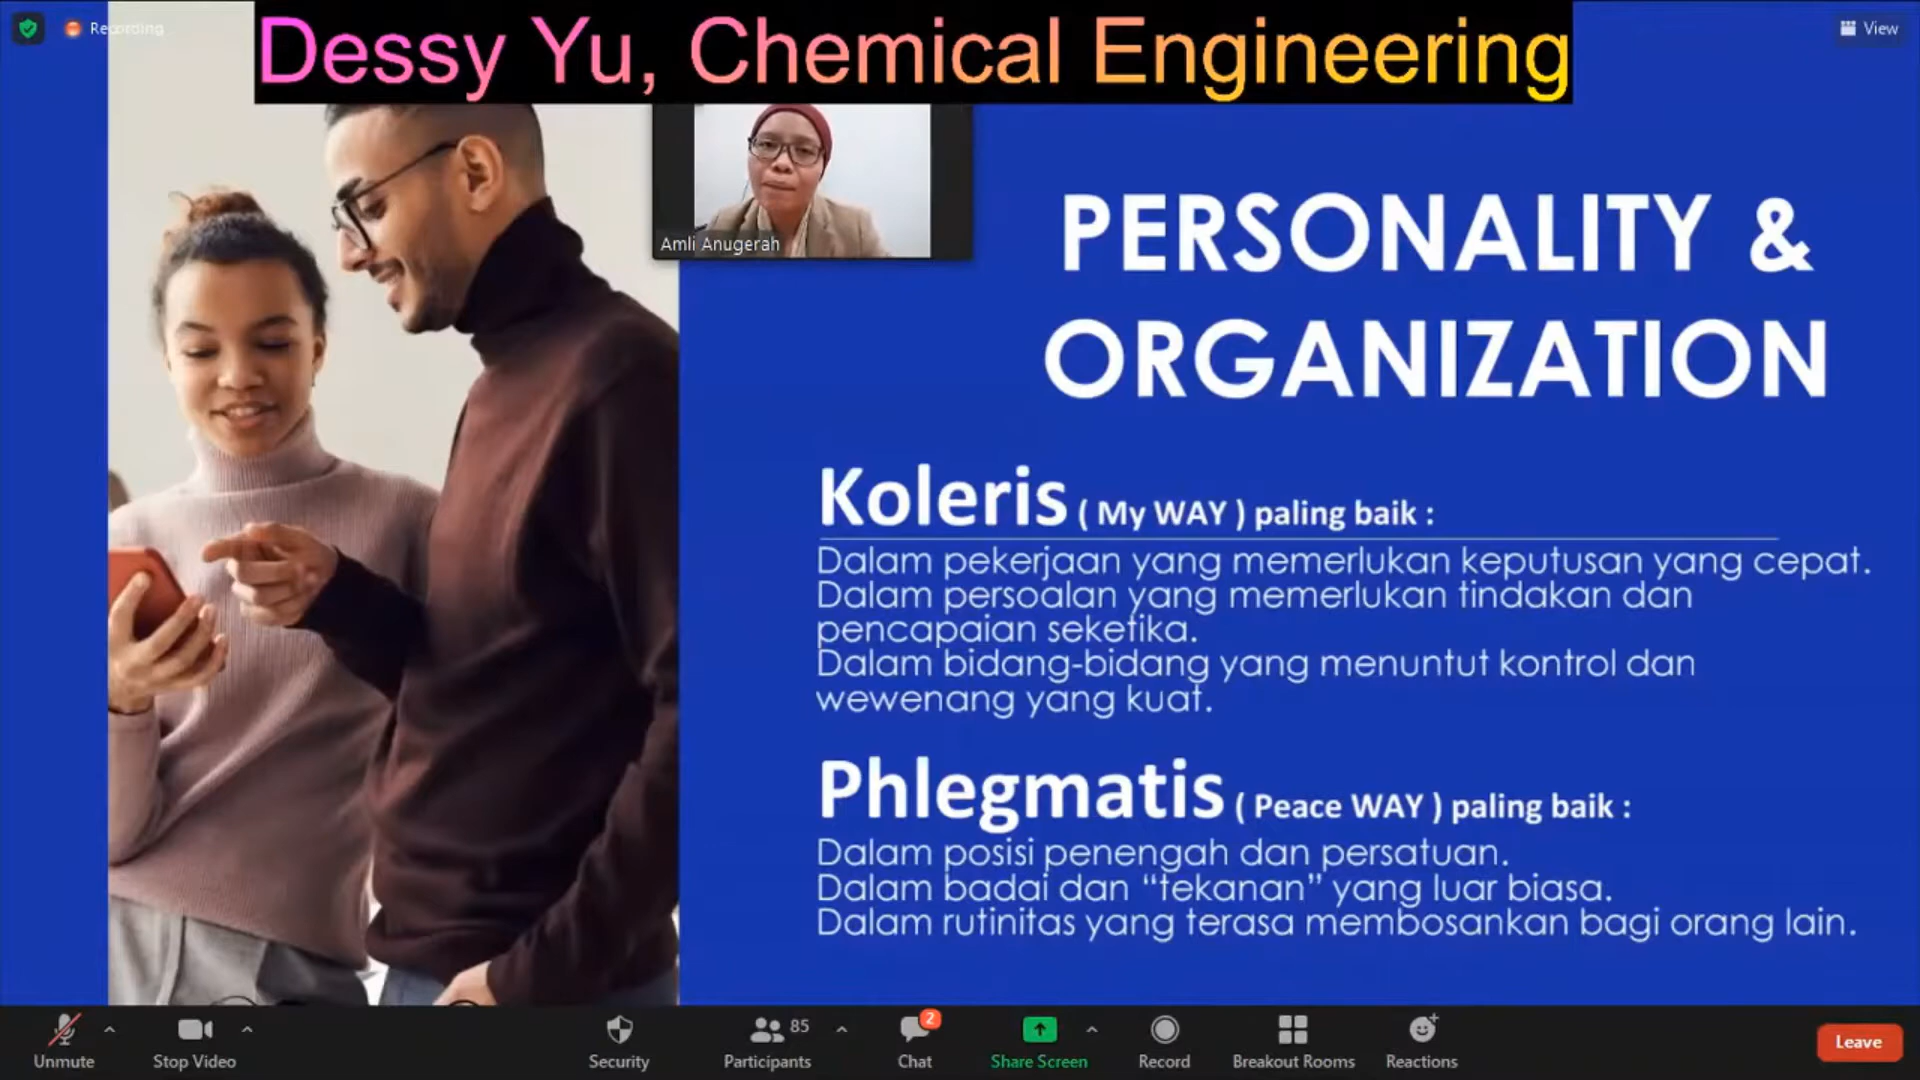 Recording
Dessy Yu, Chemical Engineering
View
Amli Anugerah
PERSONALITY &
ORGANIZATION
Koleris ( My WAY ) paling baik :
Dalam pekerjaan yang memerlukan keputusan yang cepat.
Dalam persoalan yang memerlukan tindakan dan
pencapaian seketika.
Dalam bidang-bidang yang menuntut kontrol dan
wewenang yang kuat.
Phlegmatis ( Peace WAY ) paling baik :
Dalam posisi penengah dan persatuan.
Dalam badai dan “tekanan” yang luar biasa.
Dalam rutinitas yang terasa membosankan bagi orang lain.
Unmute
Stop Video
Security
85
Participants
2
Chat
Share Screen
Record
Breakout Rooms
Reactions
Leave